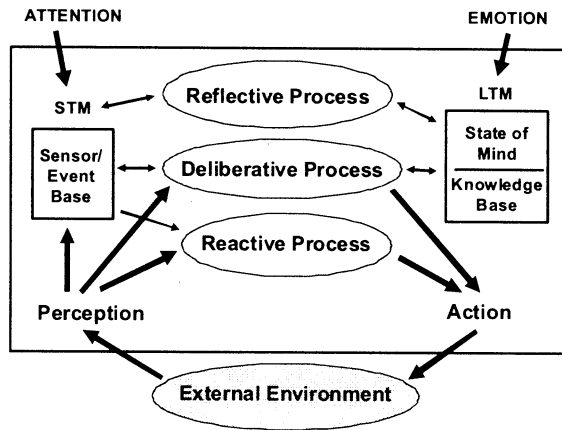 ATTENTION
EMOTION
STM
Reflective Process
LTM
Sensor/
Event
Base
Deliberative Process
State of
Mind
Knowledge
Base
Reactive Process
Perception
Action
External Environment